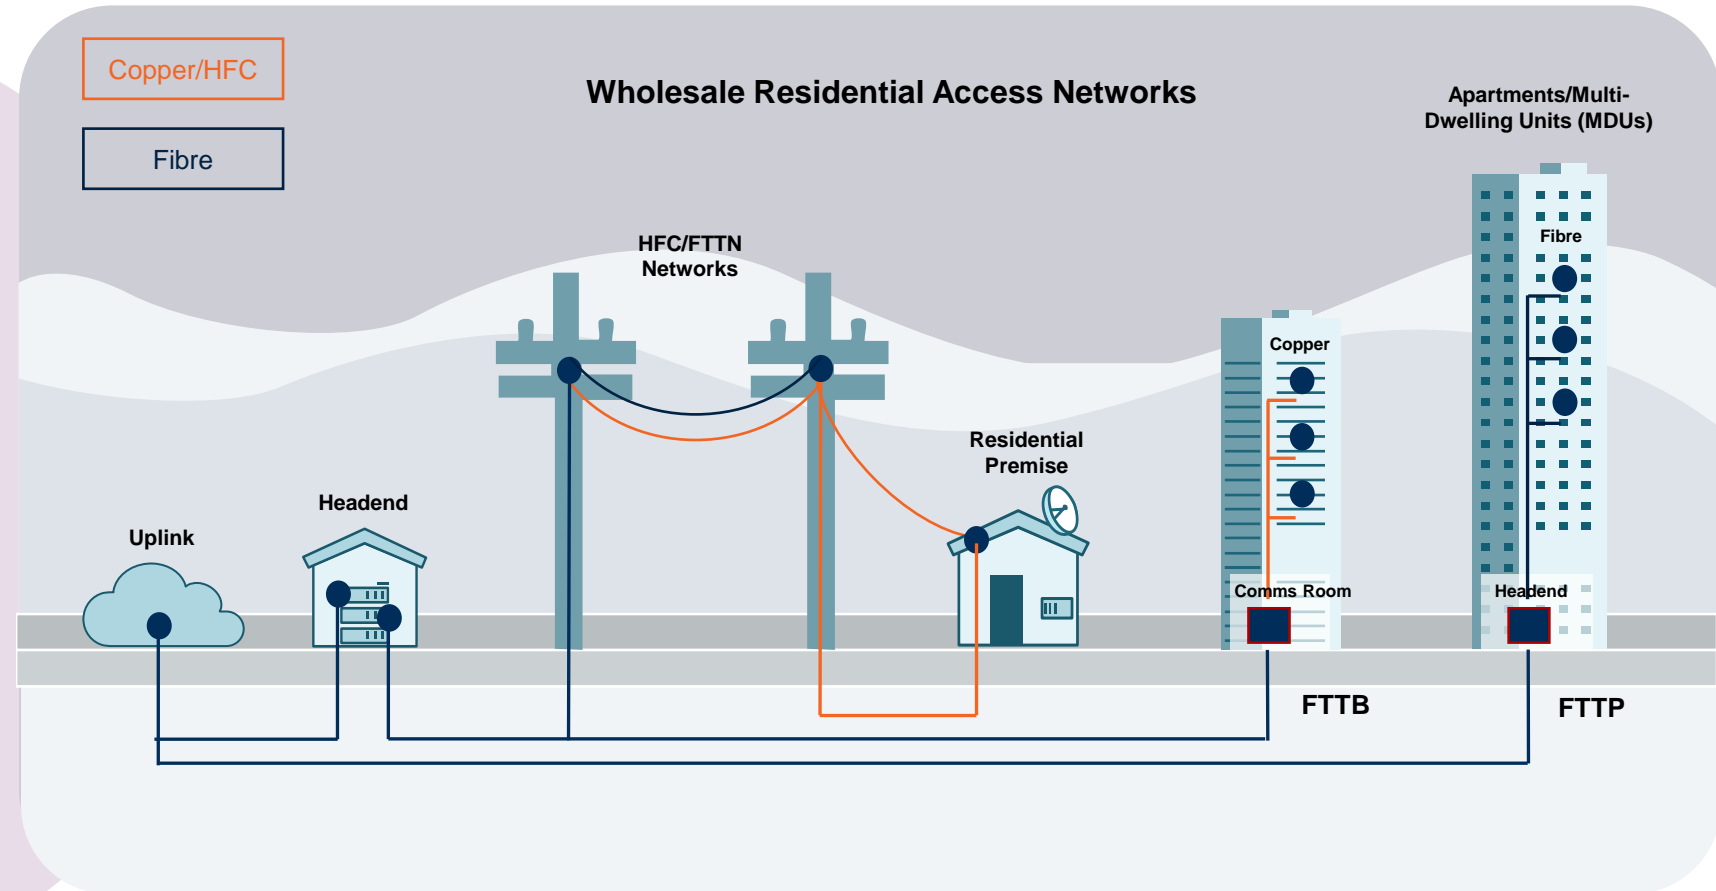 Copper/HFC
Wholesale Residential Access Networks
Apartments/Multi-
Dwelling Units (MDUs)
Fibre
HFC/FTTN
Networks
Fibre
Copper
Residential
Premise
Headend
Uplink
Comms Room
Headend
FTTB
FTTP